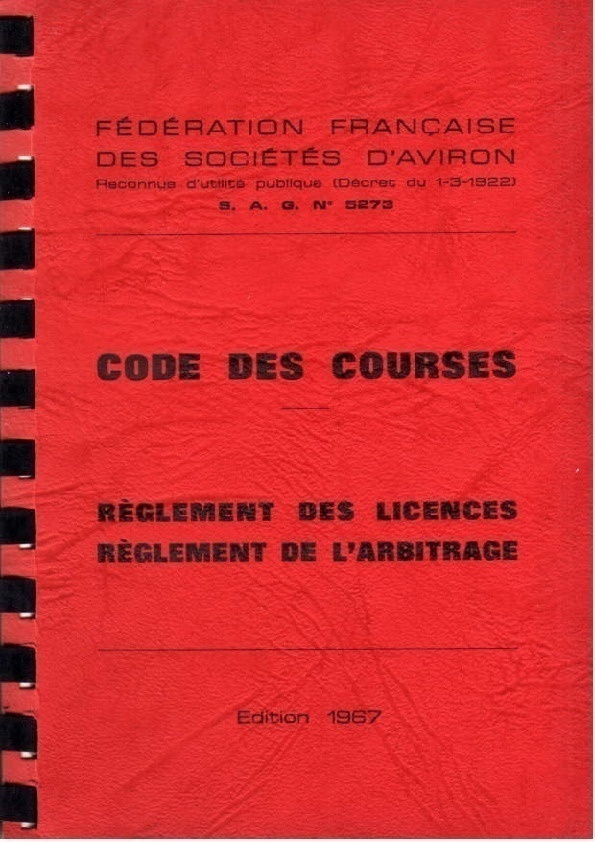 FÉDÉRATION FRANÇAISE
DES SOCIÉTÉS D'AVIRON
Reconnue d'utilité publique (Décret du 1-3-1922)
S. A. G. N° 5273
CODE DES COURSES
RÈGLEMENT DES LICENCES
RÈGLEMENT DE L'ARBITRAGE
Edition 1967